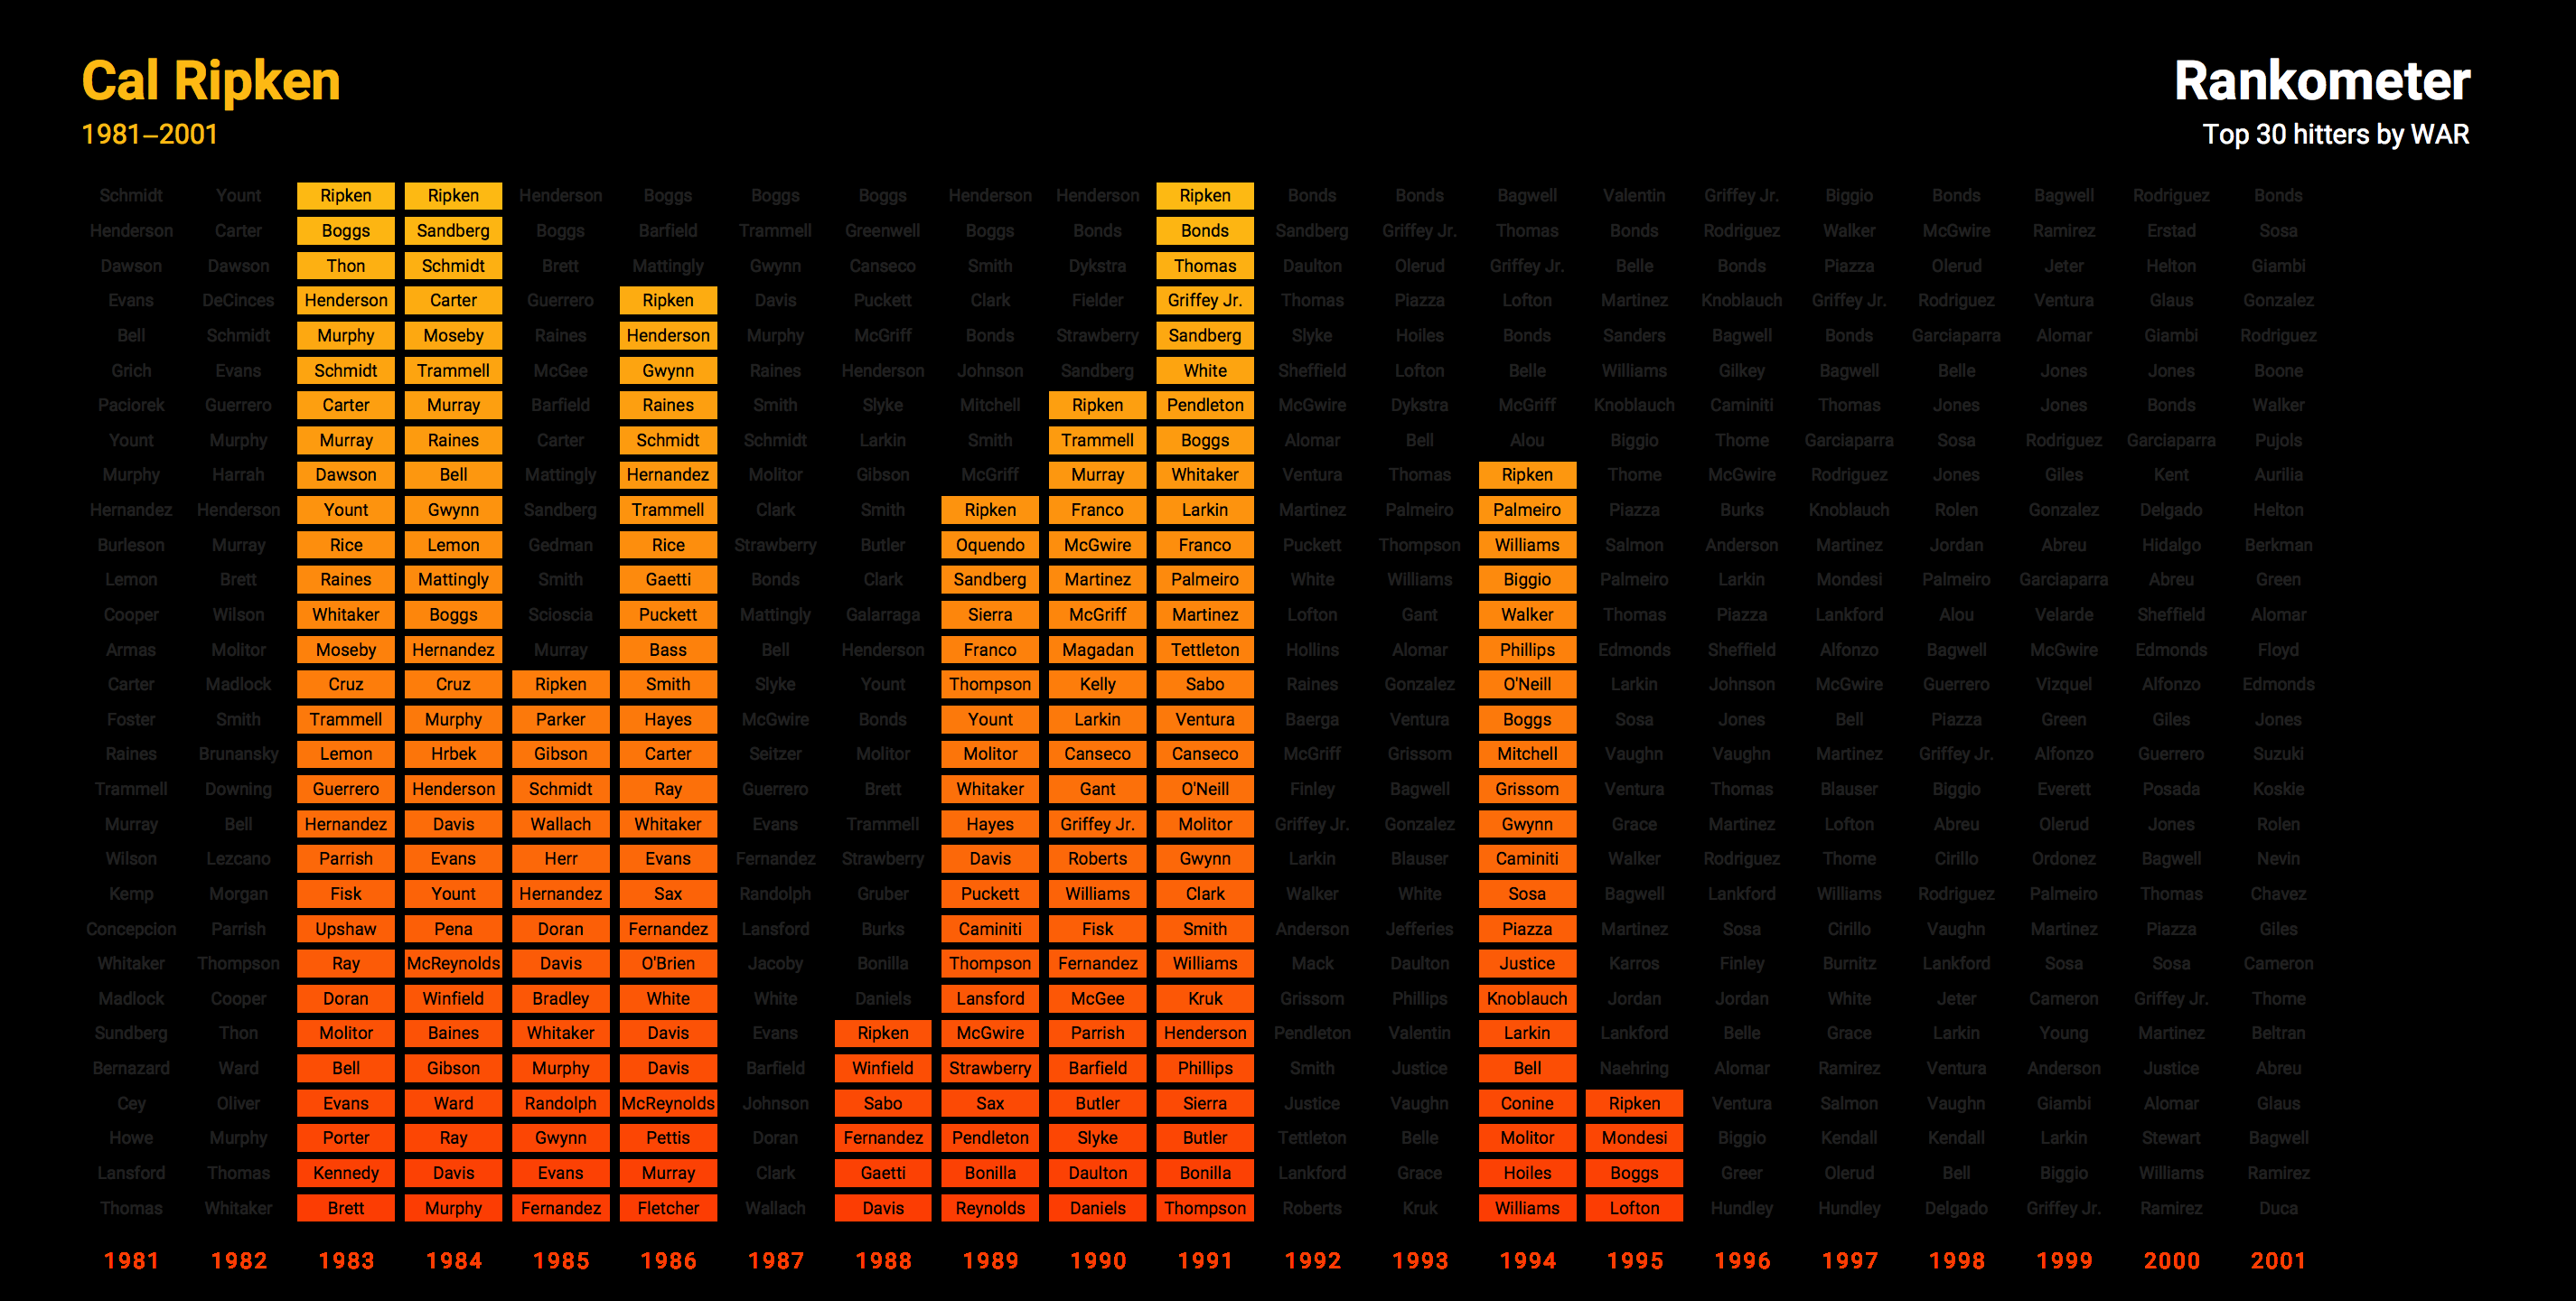 Cal Ripken
1981–2001
Rankometer
Top 30 hitters by WAR
Schmidt Yount Ripken Ripken Henderson Boggs Boggs Boggs Henderson Henderson Ripken Bonds Bonds Bagwell Valentin Griffey Jr. Biggio Bonds Bagwell Rodriguez Bonds
Henderson Carter Boggs Sandberg Boggs Barfield Trammell Greenwell Boggs Bonds Bonds Sandberg Griffey Jr. Thomas Bonds Rodriguez Walker McGwire Ramirez Erstad Sosa
Dawson Dawson Thon Schmidt Brett Mattingly Gwynn Canseco Smith Dykstra Thomas Daulton Olerud Griffey Jr. Belle Bonds Piazza Olerud Jeter Helton Giambi
Evans DeCinces Henderson Carter Guerrero Ripken Davis Puckett Clark Fielder Griffey Jr. Thomas Piazza Lofton Martinez Knoblauch Griffey Jr. Rodriguez Ventura Glaus Gonzalez
Bell Schmidt Murphy Moseby Raines Henderson Murphy McGriff Bonds Strawberry Sandberg Slyke Hoiles Bonds Sanders Bagwell Bonds Garciaparra Alomar Giambi Rodriguez
Grich Evans Schmidt Trammell McGee Gwynn Raines Henderson Johnson Sandberg White Sheffield Lofton Belle Williams Gilkey Bagwell Belle Jones Jones Boone
Paciorek Guerrero Carter Murray Barfield Raines Smith Slyke Mitchell Ripken Pendleton McGwire Dykstra McGriff Knoblauch Caminiti Thomas Jones Jones Bonds Walker
Yount Murphy Murray Raines Carter Schmidt Schmidt Larkin Smith Trammell Boggs Alomar Bell Alou Biggio Thome Garciaparra Sosa Rodriguez Garciaparra Pujols
Murphy Harrah Dawson Bell Mattingly Hernandez Molitor Gibson McGriff Murray Whitaker Ventura Thomas Ripken Thome McGwire Rodriguez Jones Giles Kent Aurilia
Hernandez Henderson Yount Gwynn Sandberg Trammell Clark Smith Ripken Franco Larkin Martinez Palmeiro Palmeiro Piazza Burks Knoblauch Rolen Gonzalez Delgado Helton
Burleson Murray Rice Lemon Gedman Rice Strawberry Butler Oquendo McGwire Franco Puckett Thompson Williams Salmon Anderson Martinez Jordan Abreu Hidalgo Berkman
Lemon Brett Raines Mattingly Smith Gaetti Bonds Clark Sandberg Martinez Palmeiro White Williams Biggio Palmeiro Larkin Mondesi Palmeiro Garciaparra Abreu Green
Cooper Wilson Whitaker Boggs Scioscia Puckett Mattingly Galarraga Sierra McGriff Martinez Lofton Gant Walker Thomas Piazza Lankford Alou Velarde Sheffield Alomar
Armas Molitor Moseby Hernandez Murray Bass Bell Henderson Franco Magadan Tettleton Hollins Alomar Phillips Edmonds Sheffield Alfonzo Bagwell McGwire Edmonds Floyd
Carter Madlock Cruz Cruz Ripken Smith Slyke Yount Thompson Kelly Sabo Raines Gonzalez O'Neill Larkin Johnson McGwire Guerrero Vizquel Alfonzo Edmonds
Foster Smith Trammell Murphy Parker Hayes McGwire Bonds Yount Larkin Ventura Baerga Ventura Boggs Sosa Jones Bell Piazza Green Giles Jones
Raines Brunansky Lemon Hrbek Gibson Carter Seitzer Molitor Molitor Canseco Canseco McGriff Grissom Mitchell Vaughn Vaughn Martinez Griffey Jr. Alfonzo Guerrero Suzuki
Trammell Downing Guerrero Henderson Schmidt Ray Guerrero Brett Whitaker Gant O'Neill Finley Bagwell Grissom Ventura Thomas Blauser Biggio Everett Posada Koskie
Murray Bell Hernandez Davis Wallach Whitaker Evans Trammell Hayes Griffey Jr. Molitor Griffey Jr. Gonzalez Gwynn Grace Martinez Lofton Abreu Olerud Jones Rolen
Wilson Lezcano Parrish Evans Herr Evans Fernandez Strawberry Davis Roberts Gwynn Larkin Blauser Caminiti Walker Rodriguez Thome Cirillo Ordonez Bagwell Nevin
Kemp Morgan Fisk Yount Hernandez Sax Randolph Gruber Puckett Williams Clark Walker White Sosa Bagwell Lankford Williams Rodriguez Palmeiro Thomas Chavez
Concepcion Parrish Upshaw Pena Doran Fernandez Lansford Burks Caminiti Fisk Smith Anderson Jefferies Piazza Martinez Sosa Cirillo Vaughn Martinez Piazza Giles
Whitaker Thompson Ray McReynolds Davis O'Brien Jacoby Bonilla Thompson Fernandez Williams Mack Daulton Justice Karros Finley Burnitz Lankford Sosa Sosa Cameron
Madlock Cooper Doran Winfield Bradley White White Daniels Lansford McGee Kruk Grissom Phillips Knoblauch Jordan Jordan White Jeter Cameron Griffey Jr. Thome
Sundberg Thon Molitor Baines Whitaker Davis Evans Ripken McGwire Parrish Henderson Pendleton Valentin Larkin Lankford Belle Grace Larkin Young Martinez Beltran
Bernazard Ward Bell Gibson Murphy Davis Barfield Winfield Strawberry Barfield Phillips Smith Justice Bell Naehring Alomar Ramirez Ventura Anderson Justice Abreu
Cey Oliver Evans Ward Randolph McReynolds Johnson Sabo Sax Butler Sierra Justice Vaughn Conine Ripken Ventura Salmon Vaughn Giambi Alomar Glaus
Howe Murphy Porter Ray Gwynn Pettis Doran Fernandez Pendleton Slyke Butler Tettleton Belle Molitor Mondesi Biggio Kendall Kendall Larkin Stewart Bagwell
Lansford Thomas Kennedy Davis Evans Murray Clark Gaetti Bonilla Daulton Bonilla Lankford Grace Hoiles Boggs Greer Olerud Bell Biggio Williams Ramirez
Thomas Whitaker Brett Murphy Fernandez Fletcher Wallach Davis Reynolds Daniels Thompson Roberts Kruk Williams Lofton Hundley Hundley Delgado Griffey Jr. Ramirez Duca
1981 1982 1983 1984 1985 1986 1987 1988 1989 1990 1991 1992 1993 1994 1995 1996 1997 1998 1999 2000 2001